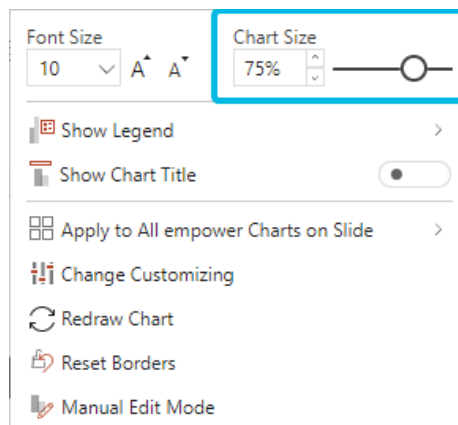 Font Size Chart Size
10 A A 75%
Show Legend
Show Chart Title
Apply to All empower Charts on Slide
Change Customizing
Redraw Chart
Reset Borders
Manual Edit Mode